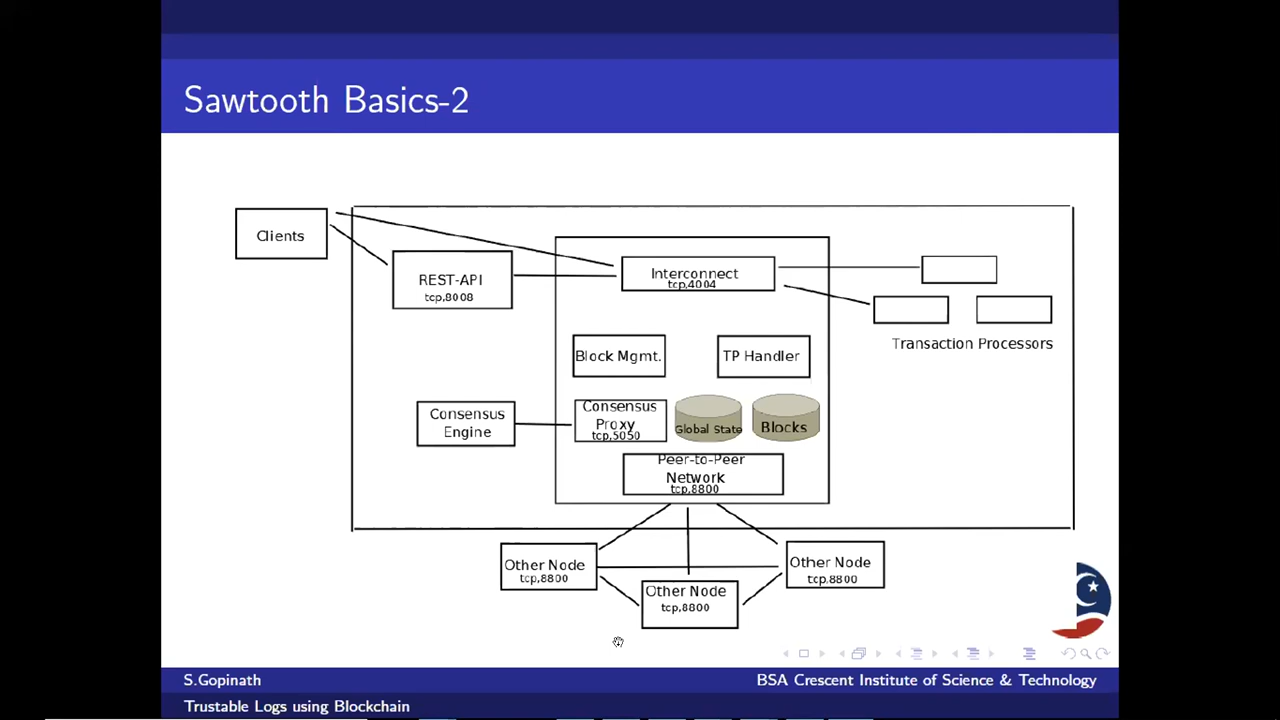 Sawtooth Basics-2
Clients
REST-API
tcp,8008
Interconnect
tcp,4004
Transaction Processors
Block Mgmt.
TP Handler
Consensus
Engine
Consensus
Proxy
tcp,5050
Global State
Blocks
Peer-to-Peer
Network
tcp,8800
Other Node
tcp,8800
Other Node
tcp,8800
Other Node
tcp,8800
S.Gopinath
BSA Crescent Institute of Science & Technology
Trustable Logs using Blockchain